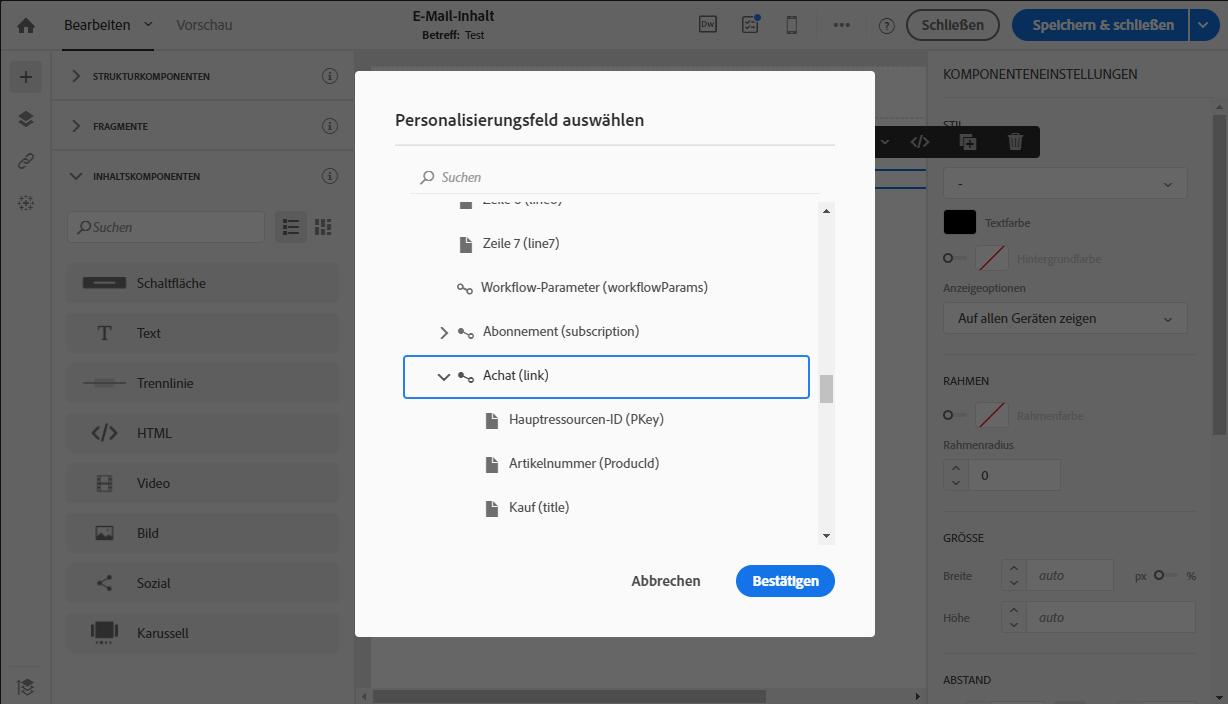 Bearbeiten
Vorschau
E-Mail-Inhalt
Betreff: Test
Dw
?
Schließen
Speichern & schließen
STRUKTURKOMPONENTEN
FRAGMENTE
INHALTSKOMPONENTEN
Suchen
Schaltfläche
Text
Trennlinie
HTML
Video
Bild
Sozial
Karussell
Personalisierungsfeld auswählen
Suchen
Zeile 7 (line7)
Workflow-Parameter (workflowParams)
Abonnement (subscription)
Achat (link)
Hauptressourcen-ID (PKey)
Artikelnummer (ProducId)
Kauf (title)
Abbrechen
Bestätigen
KOMPONENTENEINSTELLUNGEN
STIL
-
Textfarbe
Hintergrundfarbe
Anzeigeoptionen
Auf allen Geräten zeigen
RAHMEN
Rahmenfarbe
Rahmenradius
0
GRÖSSE
Breite
auto
px
%
Höhe
auto
ABSTAND